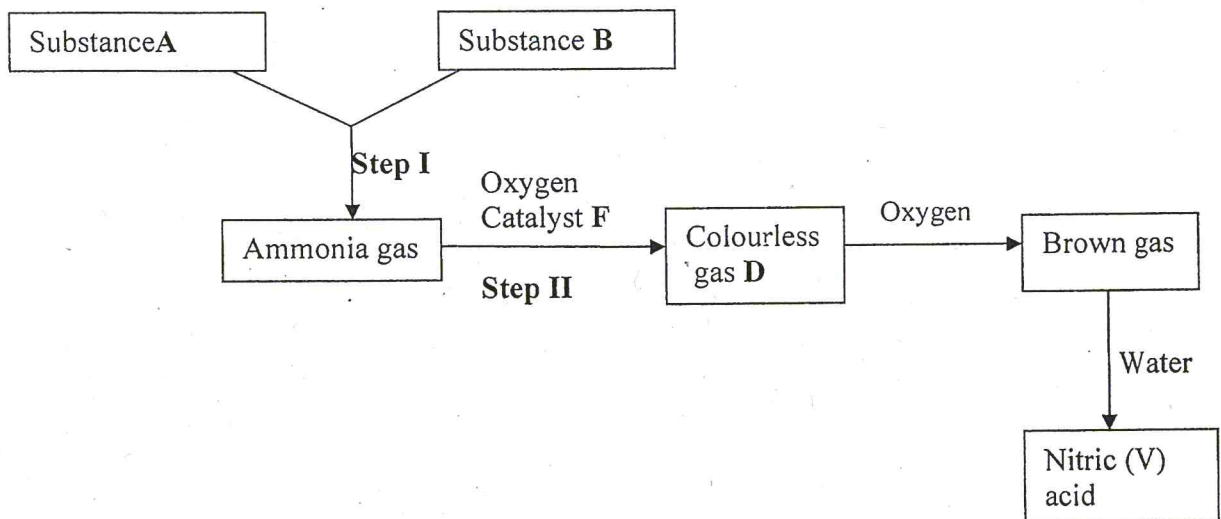 SubstanceA
Substance B
Step I
Oxygen
Catalyst F
Step II
Ammonia gas
Colourless
gas D
Oxygen
Brown gas
Water
Nitric (V)
acid